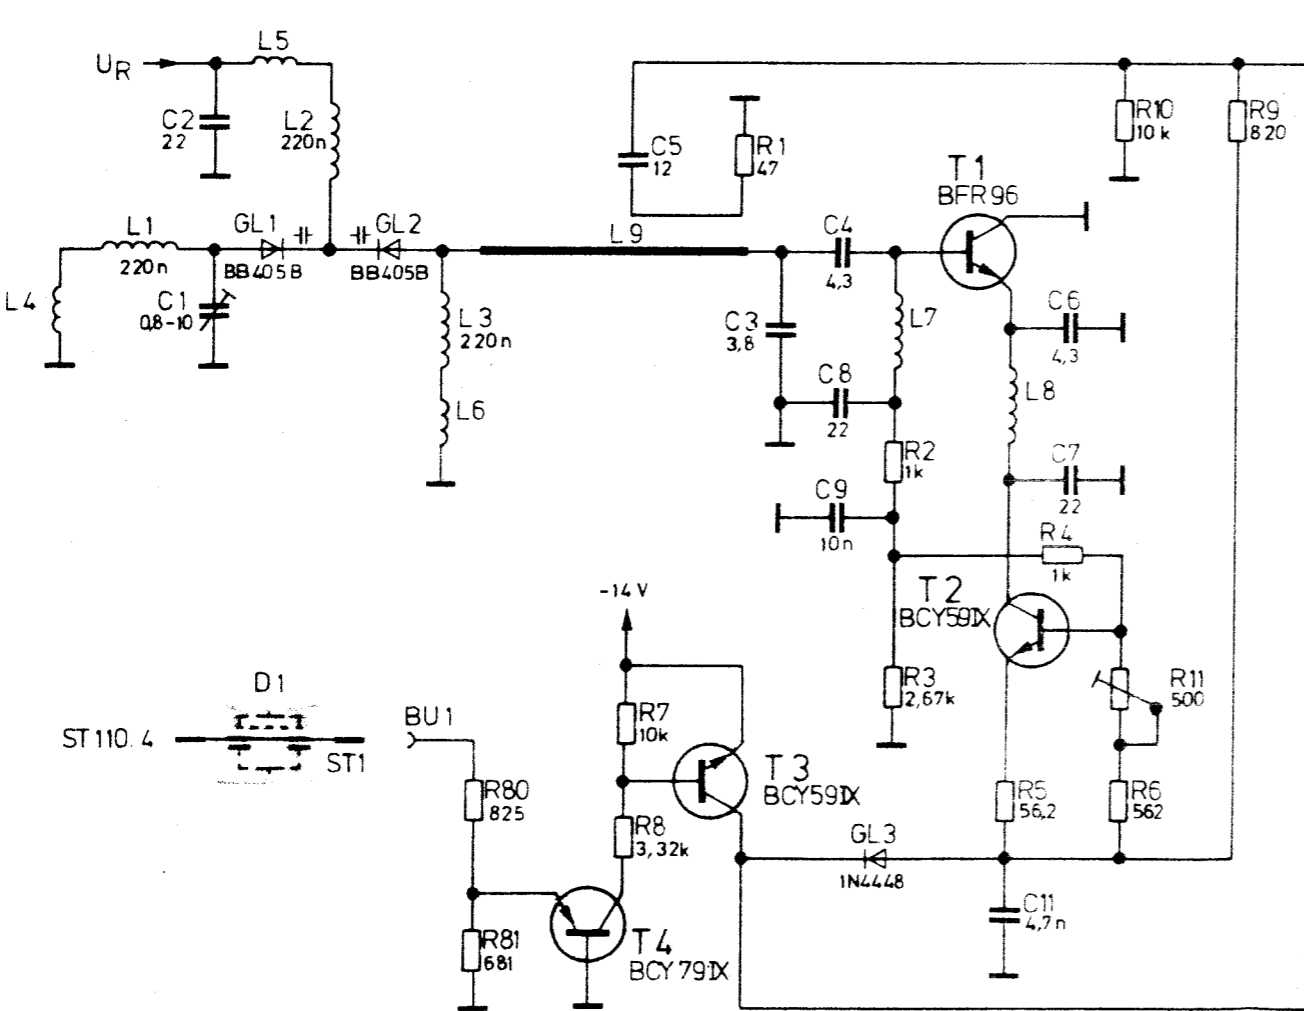 L5
UR
C2
22
L2
220n
C5
12
R1
47
R10
10k
R9
820
T1
BFR96
L1
220n
GL1
BB405B
GL2
BB405B
L9
C4
4,3
L4
C1
0,8-10
L3
220n
C3
3,8
L7
C6
4,3
L6
C8
22
L8
R2
1k
C7
22
C9
10n
R4
1k
-14V
T2
BCY59IX
R3
2,67k
R11
500
D1
ST110.4
ST1
BU1
R7
10k
T3
BCY59IX
R80
825
R8
3,32k
R5
56,2
R6
562
GL3
1N4448
C11
4,7n
R81
681
T4
BCY79IX